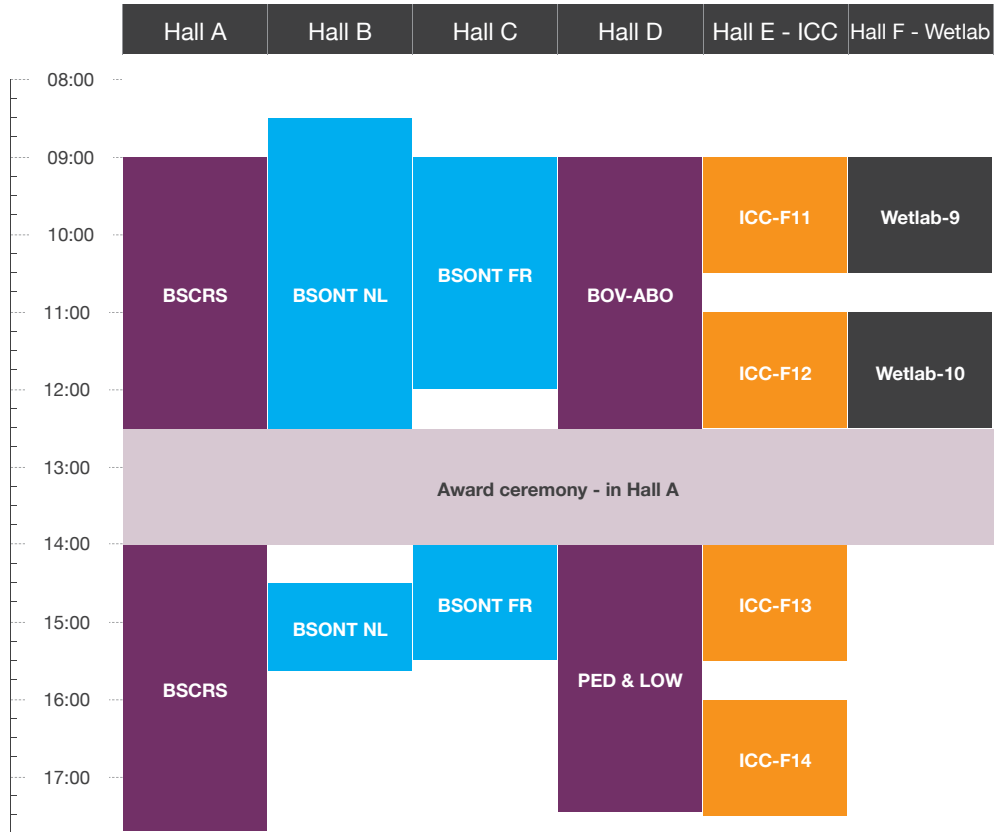 Hall A
Hall B
Hall C
Hall D
Hall E - ICC
Hall F - Wetlab
08:00
09:00
10:00
11:00
12:00
13:00
14:00
15:00
16:00
17:00
BSCRS
BSONT NL
BSONT FR
BOV-ABO
ICC-F11
Wetlab-9
ICC-F12
Wetlab-10
Award ceremony - in Hall A
BSCRS
BSONT NL
BSONT FR
PED & LOW
ICC-F13
ICC-F14